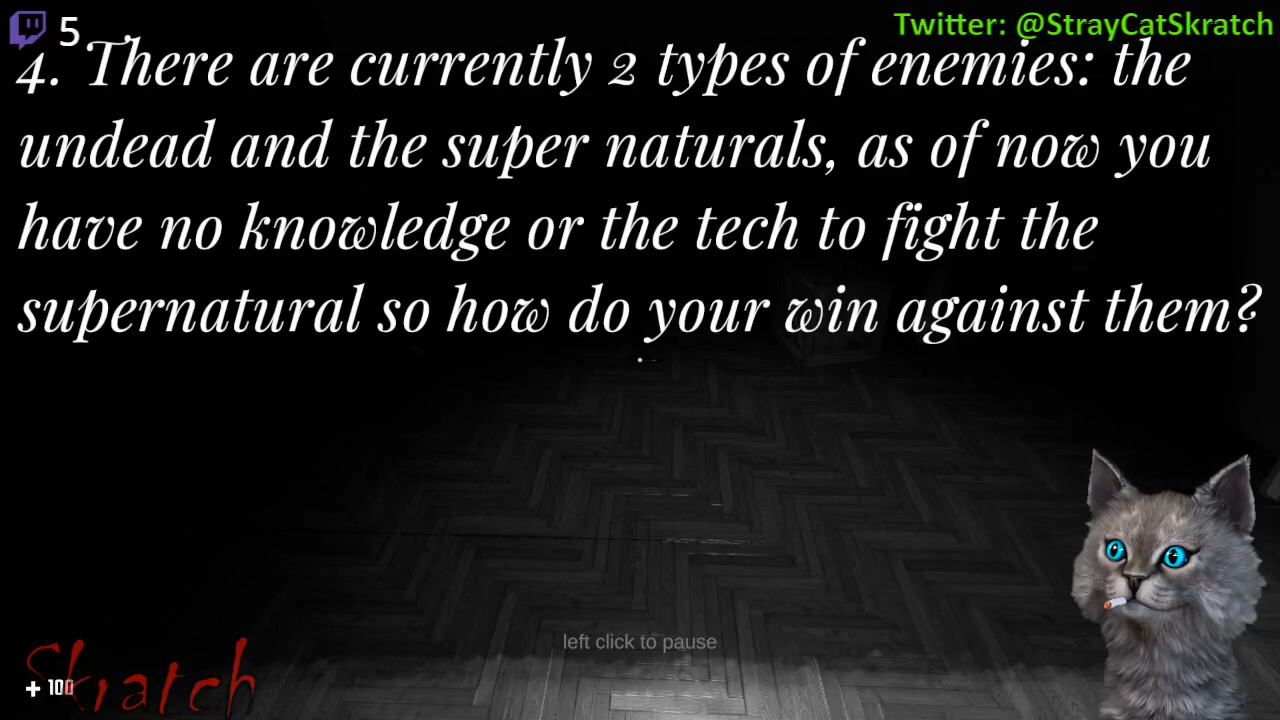 5
Twitter: @StrayCatSkratch
4. There are currently 2 types of enemies: the
undead and the super naturals, as of now you
have no knowledge or the tech to fight the
supernatural so how do your win against them?
left click to pause
Skratch
+ 100